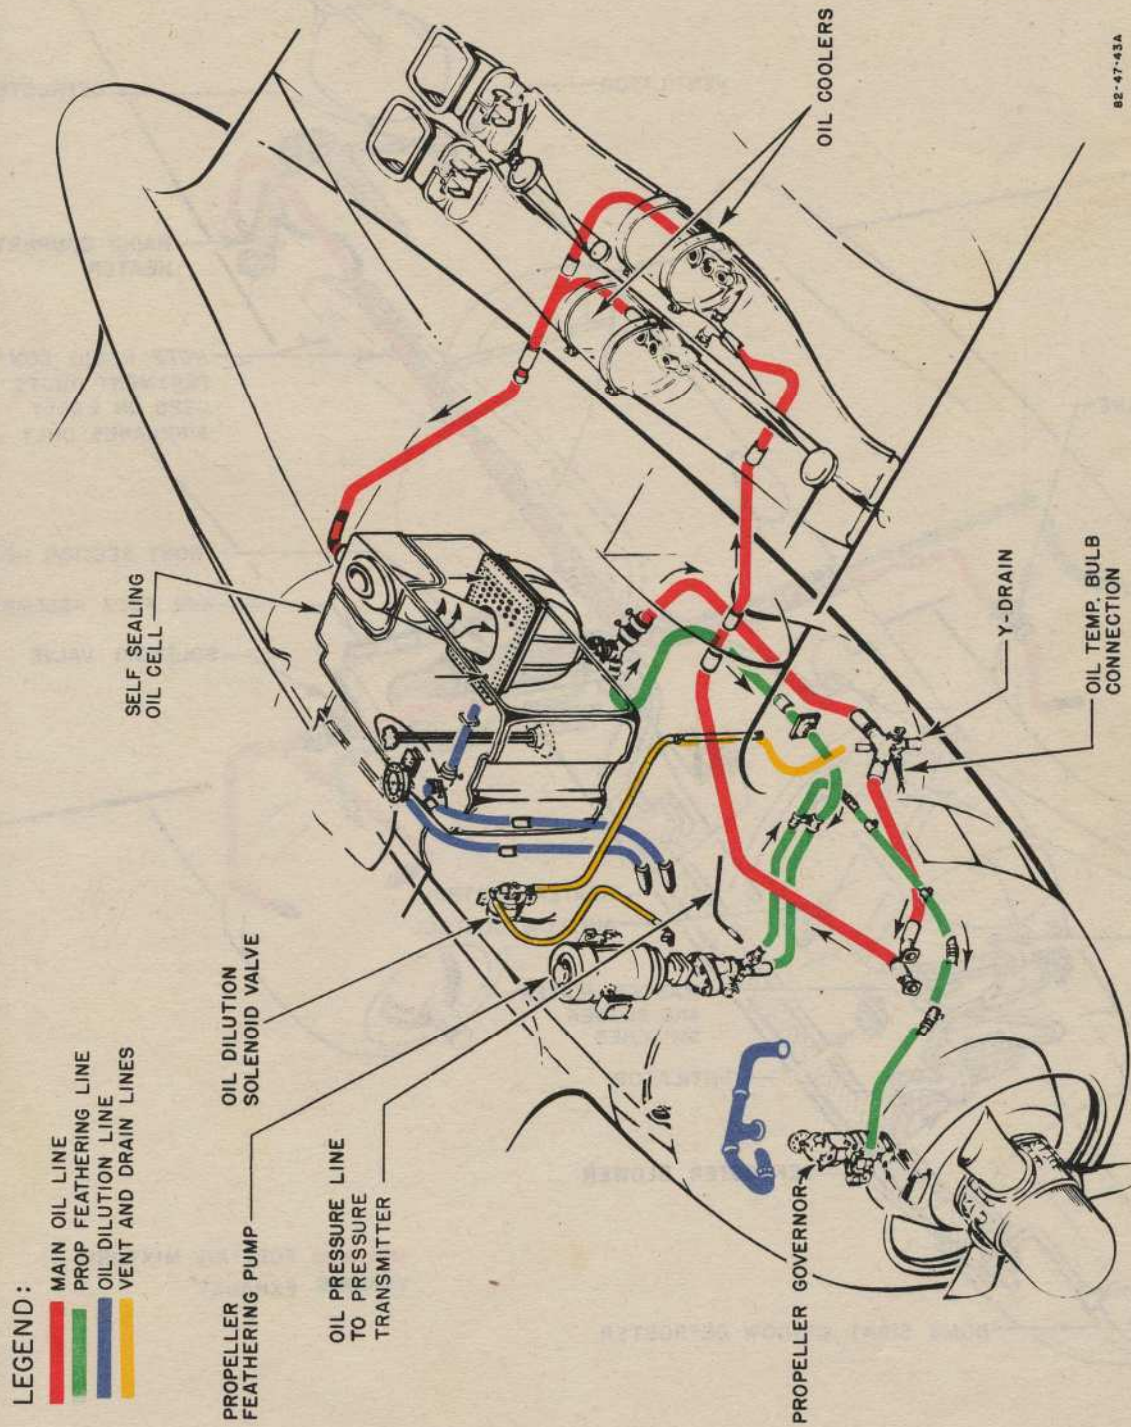 LEGEND:
MAIN OIL LINE
PROP FEATHERING LINE
OIL DILUTION LINE
VENT AND DRAIN LINES
PROPELLER
FEATHERING PUMP
OIL DILUTION
SOLENOID VALVE
OIL PRESSURE LINE
TO PRESSURE
TRANSMITTER
SELF SEALING
OIL CELL
OIL COOLERS
PROPELLER GOVERNOR
Y-DRAIN
OIL TEMP. BULB
CONNECTION
82-47-43A